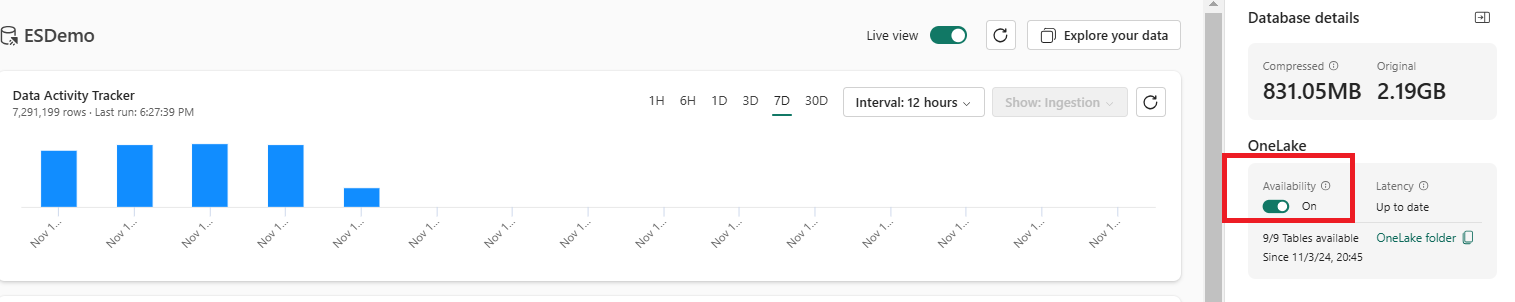 ESDemo
Live view
Explore your data
Data Activity Tracker
7,291,199 rows · Last run: 6:27:39 PM
1H 6H 1D 3D 7D 30D
Interval: 12 hours
Show: Ingestion
Nov 1... Nov 1... Nov 1... Nov 1... Nov 1... Nov 1... Nov 1... Nov 1... Nov 1... Nov 1... Nov 1... Nov 1... Nov 1... Nov 1... Nov 1...
Database details
Compressed Original
831.05MB 2.19GB
OneLake
Availability Latency
On Up to date
9/9 Tables available OneLake folder
Since 11/3/24, 20:45